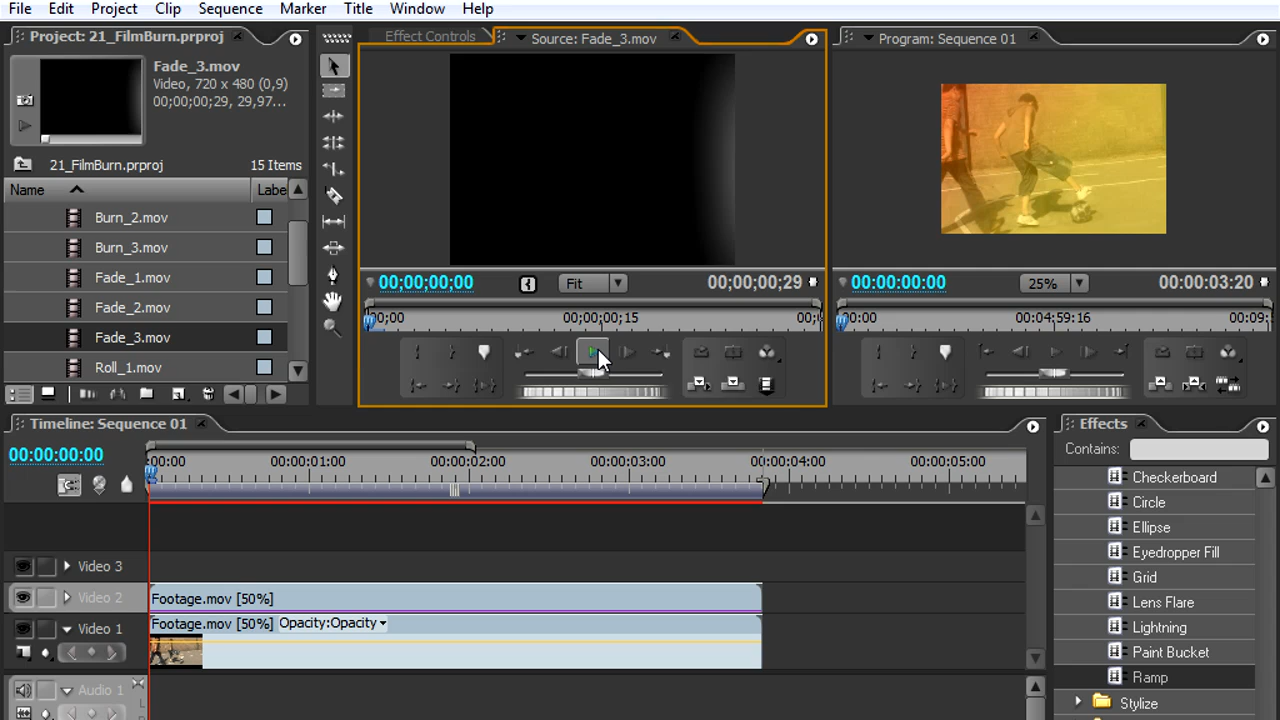 File Edit Project Clip Sequence Marker Title Window Help
Project: 21_FilmBurn.prproj
Fade_3.mov
Video, 720 x 480 (0,9)
00;00;00;29, 29,97...
21_FilmBurn.prproj 15 Items
Name Labe
Burn_2.mov
Burn_3.mov
Fade_1.mov
Fade_2.mov
Fade_3.mov
Roll_1.mov
Effect Controls Source: Fade_3.mov
00;00;00;00 Fit 00;00;00;29
00;00 00;00;00;15 00;0
Program: Sequence 01
00:00:00:00 25% 00:00:03:20
00:00 00:04:59:16 00:09:
Timeline: Sequence 01
00:00:00:00
:00:00 00:00:01:00 00:00:02:00 00:00:03:00 00:00:04:00 00:00:05:00
Video 3
Video 2 Footage.mov [50%]
Video 1 Footage.mov [50%] Opacity:Opacity
Audio 1
Effects
Contains:
Checkerboard
Circle
Ellipse
Eyedropper Fill
Grid
Lens Flare
Lightning
Paint Bucket
Ramp
Stylize